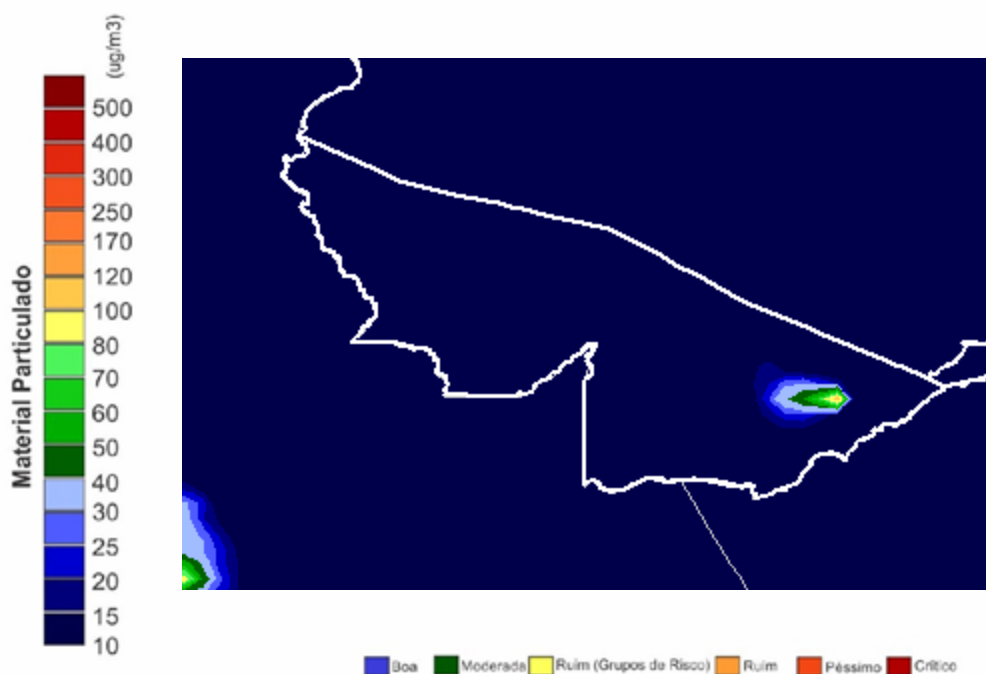 (ug/m3)
500
400
300
250
170
120
100
80
70
60
50
40
30
25
20
15
10
Material Particulado
Boa
Moderada
Ruim (Grupos de Risco)
Ruim
Péssimo
Crítico